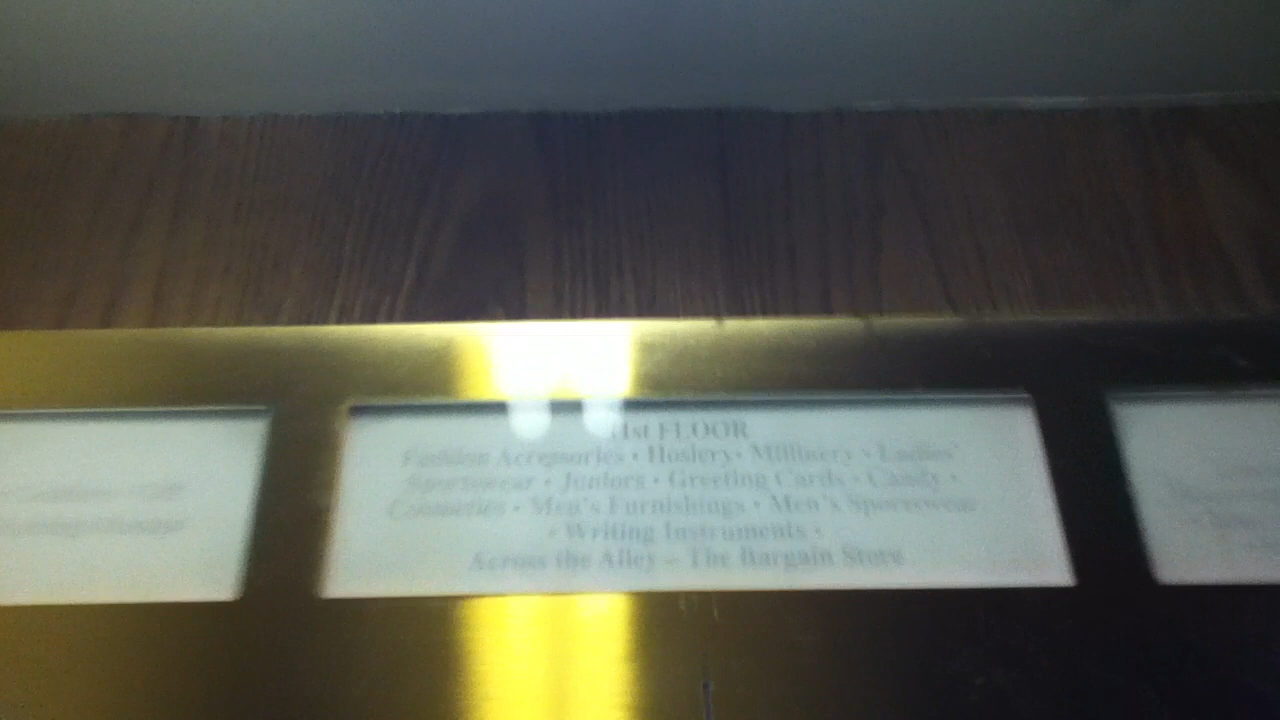 1st FLOOR
Fashion Accessories • Hosiery • Millinery • Ladies'
Sportswear • Juniors • Greeting Cards • Candy •
Cosmetics • Men's Furnishings • Men's Sportswear
• Writing Instruments •
Across the Alley – The Bargain Store